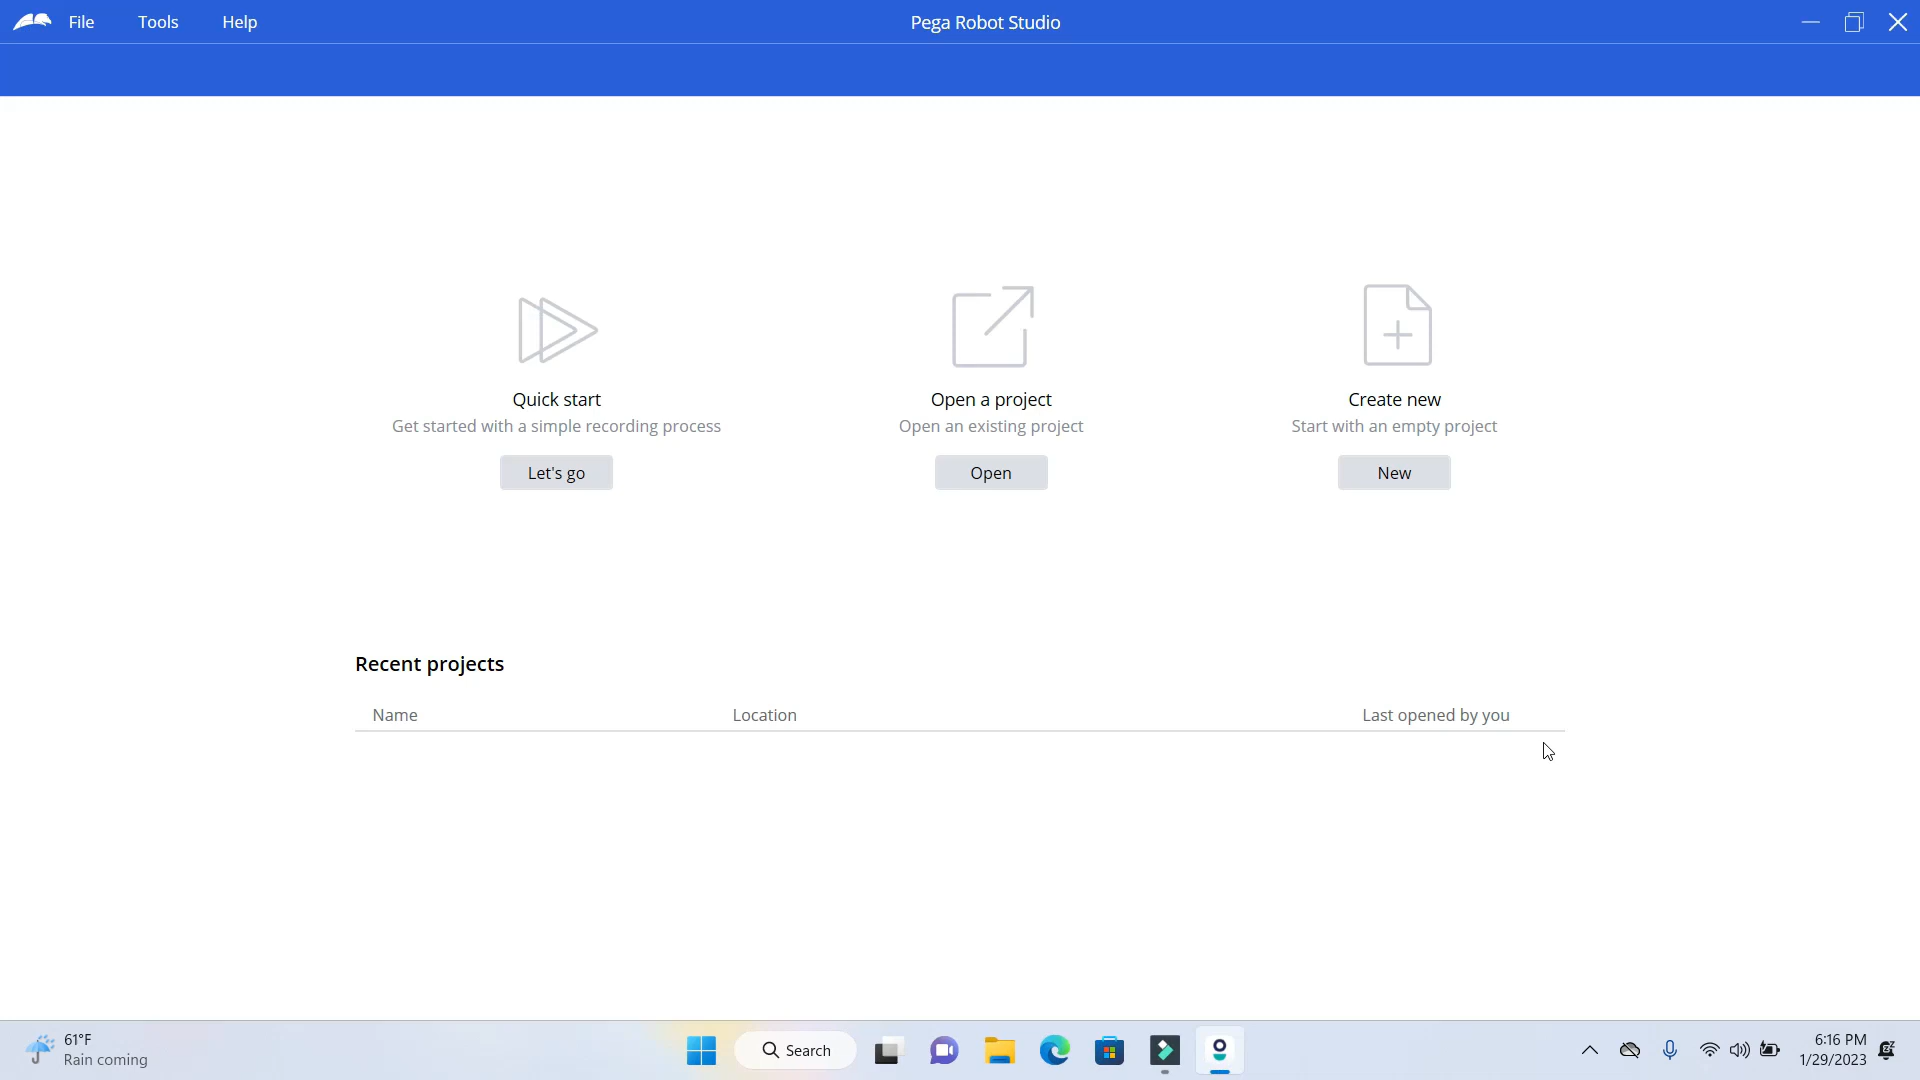 File Tools Help Pega Robot Studio
Quick start
Get started with a simple recording process
Let's go
Open a project
Open an existing project
Open
Create new
Start with an empty project
New
Recent projects
Name Location Last opened by you
61°F
Rain coming
Search
6:16 PM
1/29/2023